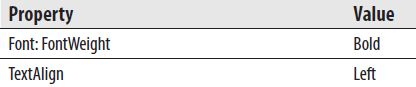 Property Value
Font: FontWeight Bold
TextAlign Left